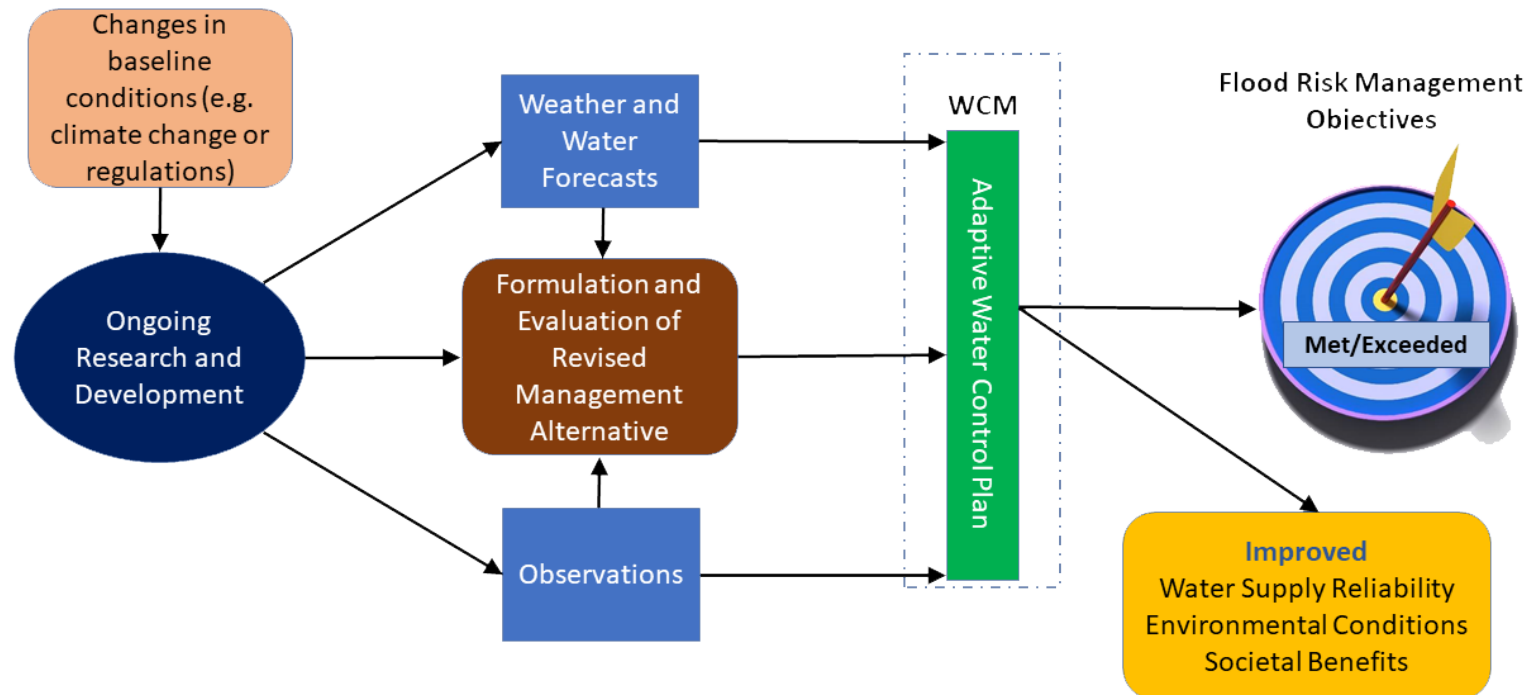 Changes in
baseline
conditions (e.g.
climate change or
regulations)
Ongoing
Research and
Development
Weather and
Water
Forecasts
Formulation and
Evaluation of
Revised
Management
Alternative
Observations
WCM
Adaptive Water Control Plan
Flood Risk Management
Objectives
Met/Exceeded
Improved
Water Supply Reliability
Environmental Conditions
Societal Benefits